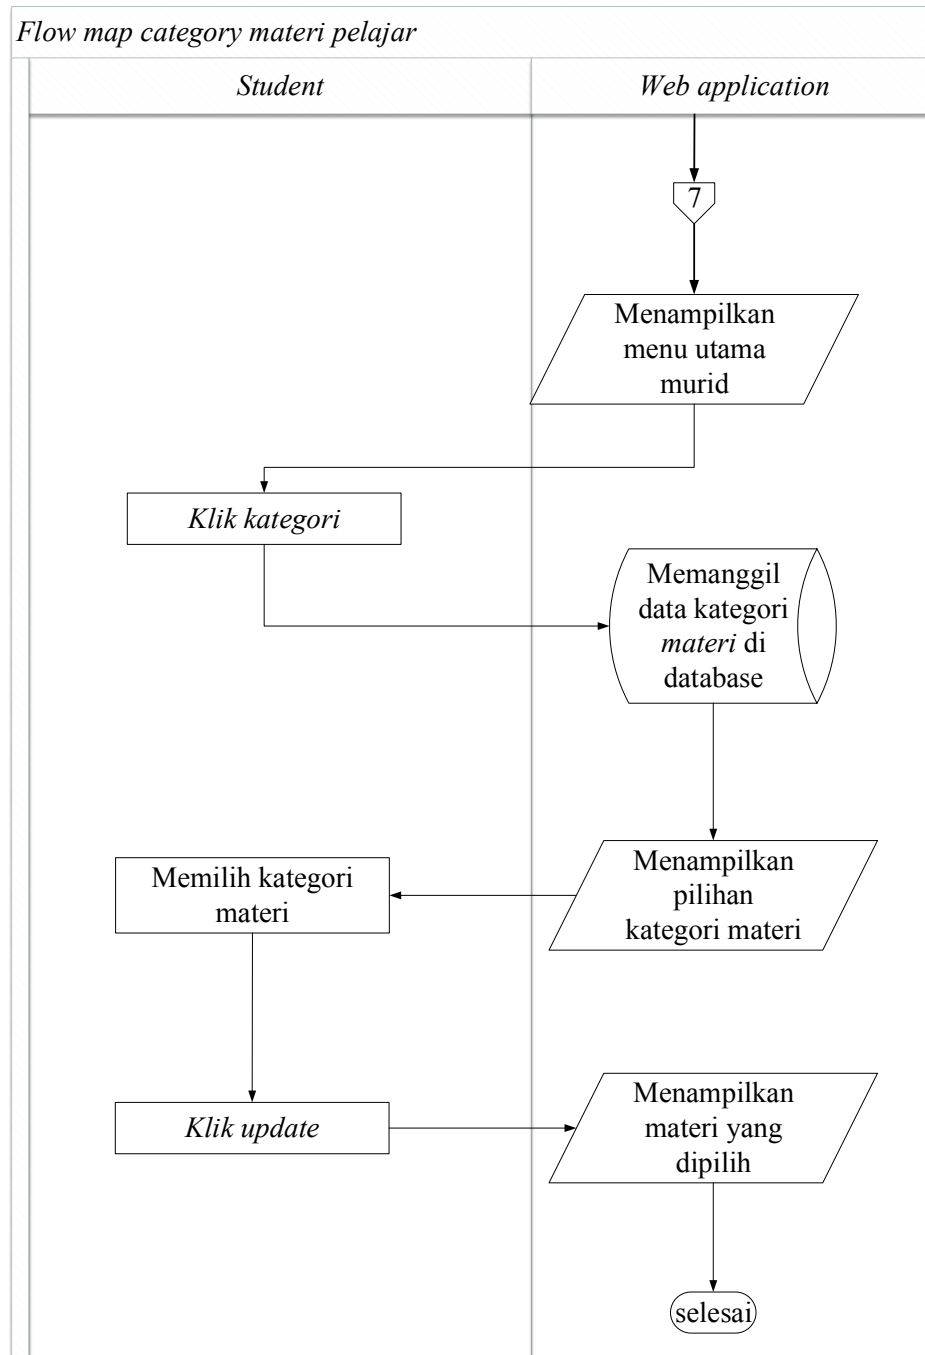 Flow map category materi pelajar
Student
Web application
7
Menampilkan
menu utama
murid
Klik kategori
Memanggil
data kategori
materi di
database
Menampilkan
pilihan
kategori materi
Memilih kategori
materi
Klik update
Menampilkan
materi yang
dipilih
selesai